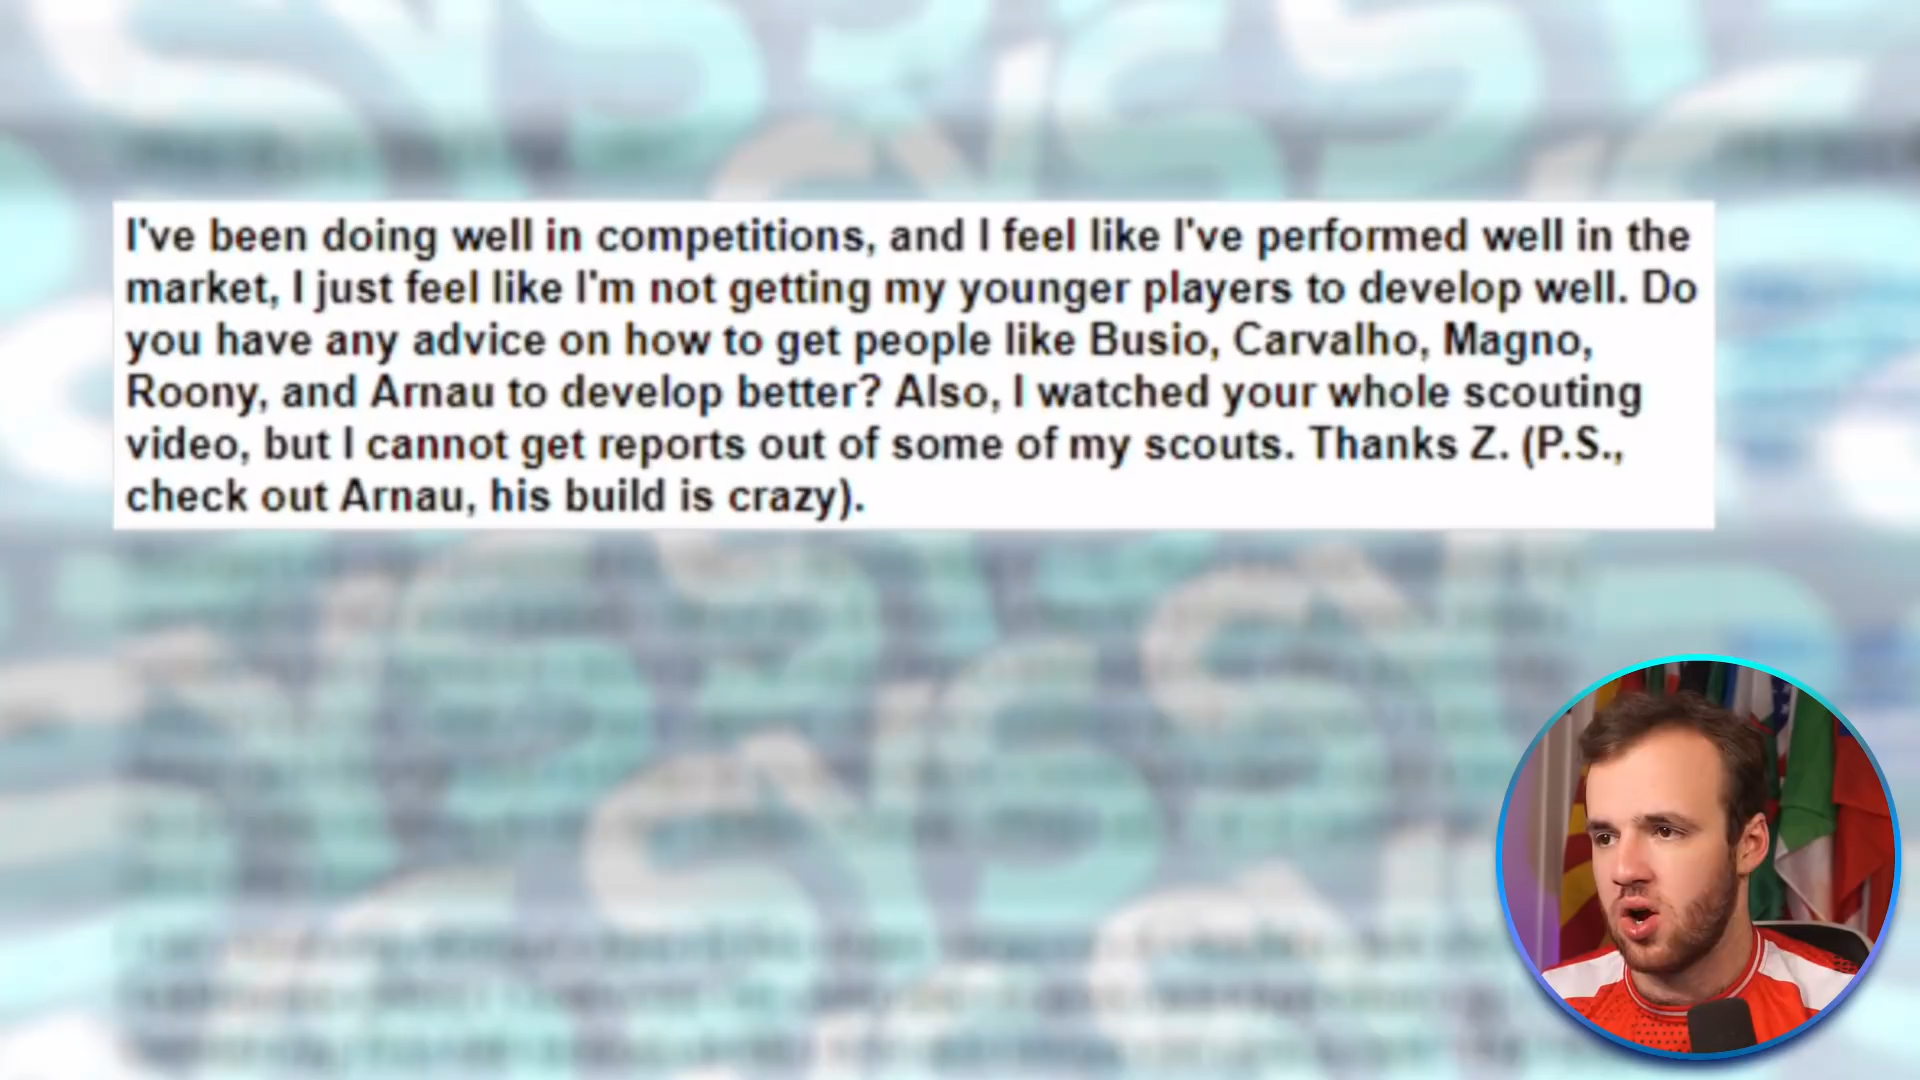 I've been doing well in competitions, and I feel like I've performed well in the
market, I just feel like I'm not getting my younger players to develop well. Do
you have any advice on how to get people like Busio, Carvalho, Magno,
Roony, and Arnau to develop better? Also, I watched your whole scouting
video, but I cannot get reports out of some of my scouts. Thanks Z. (P.S.,
check out Arnau, his build is crazy).